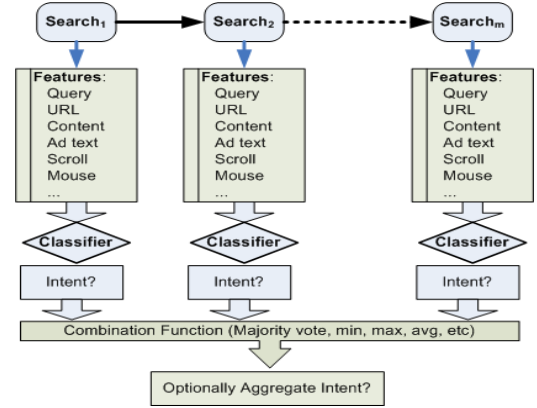 Search1 Search2 Searchm
Features:
Query
URL
Content
Ad text
Scroll
Mouse
...
Classifier
Intent?
Features:
Query
URL
Content
Ad text
Scroll
Mouse
...
Classifier
Intent?
Features:
Query
URL
Content
Ad text
Scroll
Mouse
...
Classifier
Intent?
Combination Function (Majority vote, min, max, avg, etc)
Optionally Aggregate Intent?